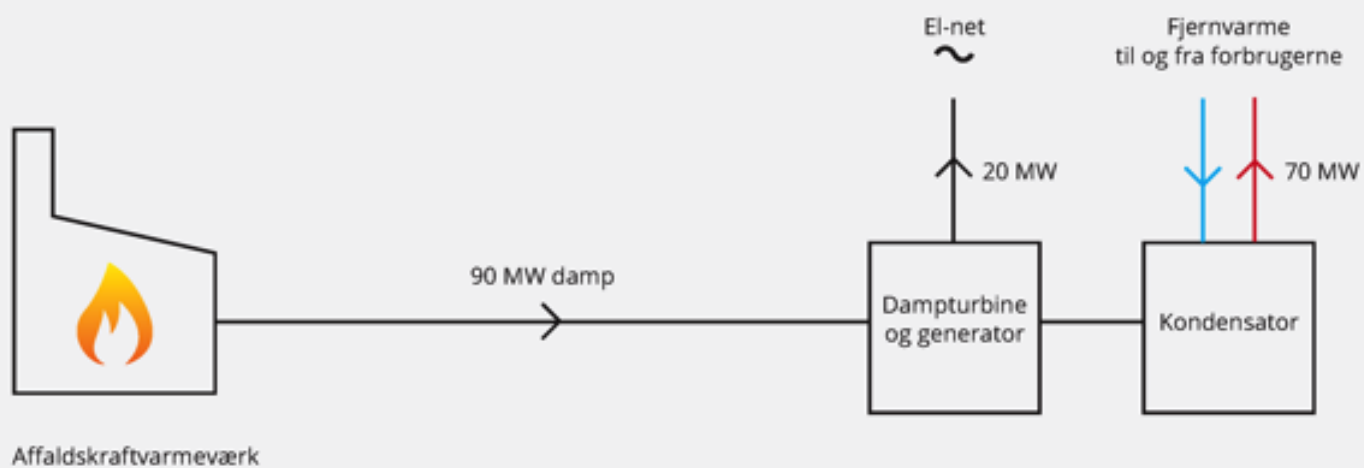 El-net
Fjernvarme
til og fra forbrugerne
20 MW
70 MW
90 MW damp
Dampturbine
og generator
Kondensator
Affaldskraftvarmeværk